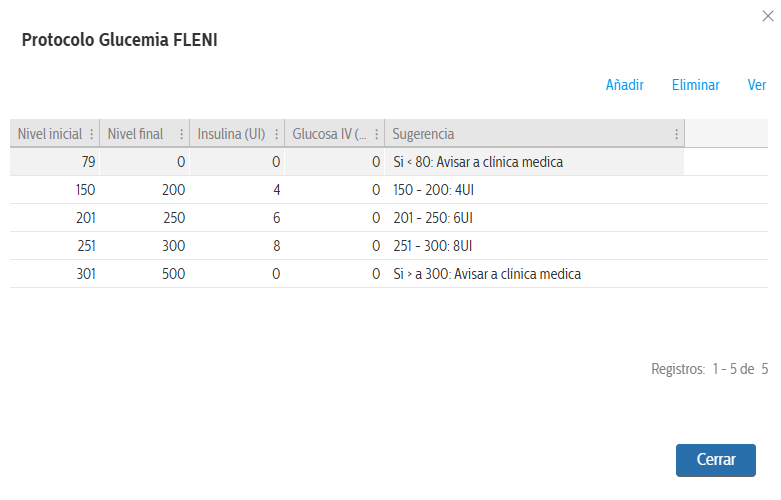 Protocolo Glucemia FLENI
Añadir Eliminar Ver
Nivel inicial Nivel final Insulina (UI) Glucosa IV (... Sugerencia
79 0 0 0 Si < 80: Avisar a clínica medica
150 200 4 0 150 - 200: 4UI
201 250 6 0 201 - 250: 6UI
251 300 8 0 251 - 300: 8UI
301 500 0 0 Si > a 300: Avisar a clínica medica
Registros: 1 - 5 de 5
Cerrar